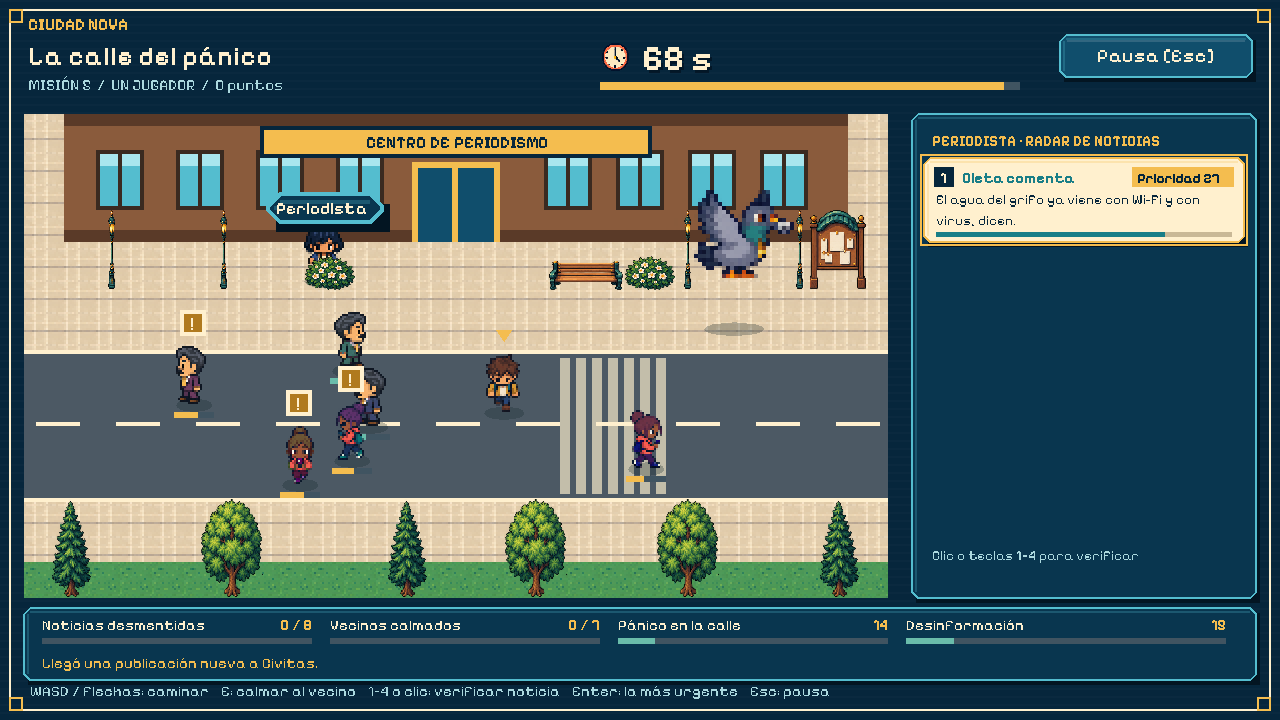 CIUDAD NOVA
La calle del pánico
MISIÓN 8 / UN JUGADOR / 0 puntos
68 s
Pausa (Esc)
CENTRO DE PERIODISMO
Periodista
!
!
!
PERIODISTA · RADAR DE NOTICIAS
1 Oleta comenta Prioridad 27
El agua del grifo ya viene con Wi-Fi y con
virus, dicen.
Clic o teclas 1-4 para verificar
Noticias desmentidas 0 / 8
Vecinos calmados 0 / 7
Pánico en la calle 14
Desinformación 19
Llegó una publicación nueva a Civitas.
WASD / Flechas: caminar E: calmar al vecino 1-4 o clic: verificar noticia Enter: la más urgente Esc: pausa